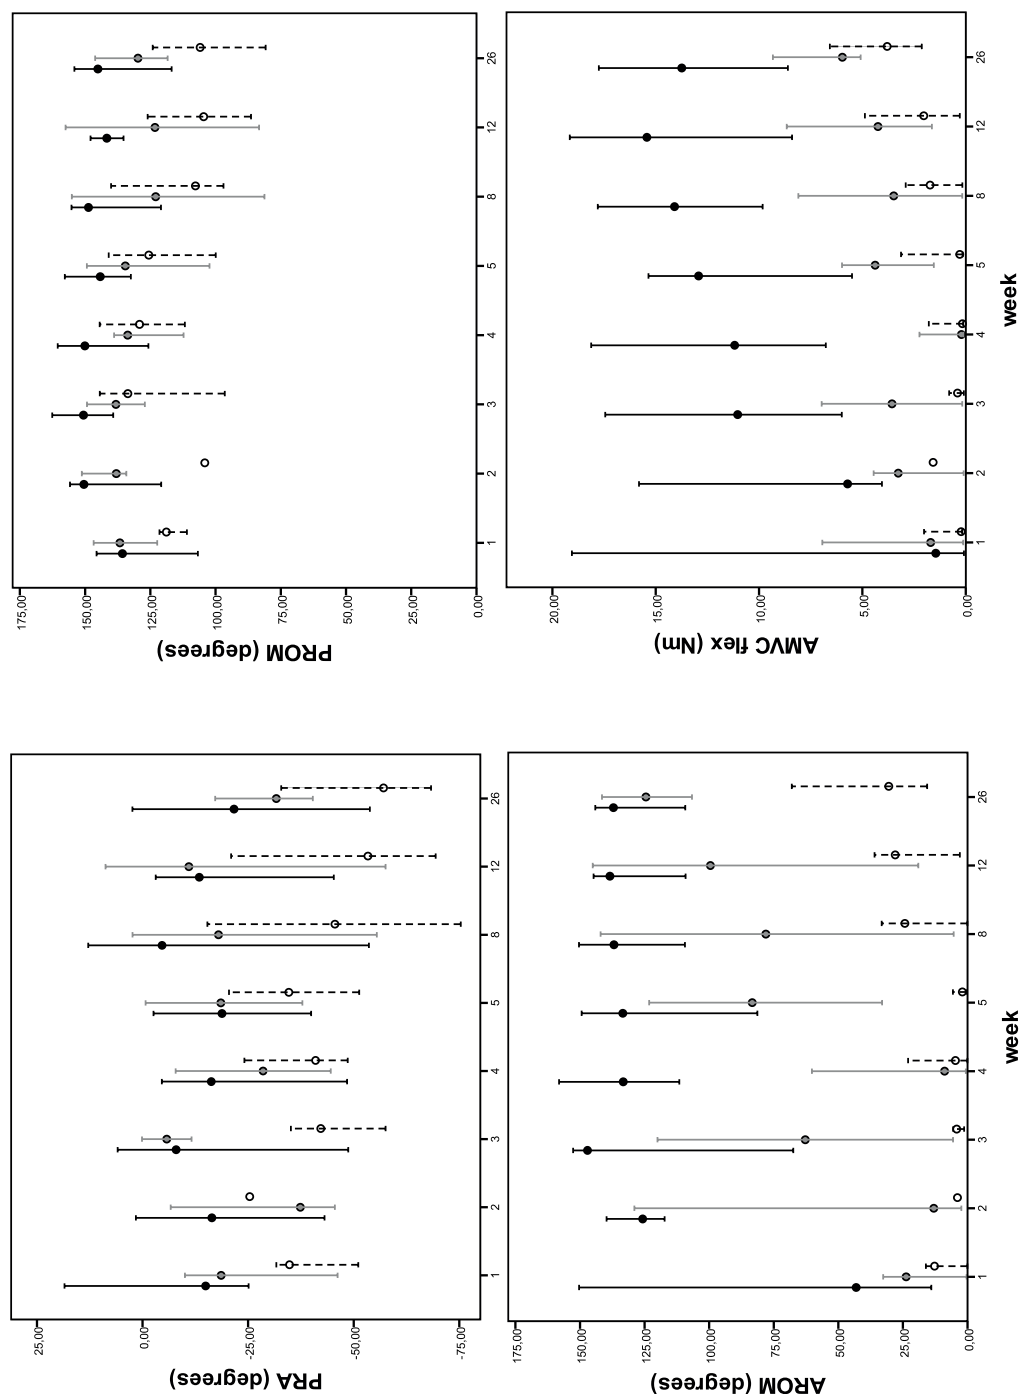 PRA (degrees)
25,00
0,00
-25,00
-50,00
-75,00
1 2 3 4 5 8 12 26
PROM (degrees)
175,00
150,00
125,00
100,00
75,00
50,00
25,00
0,00
1 2 3 4 5 8 12 26
AROM (degrees)
175,00
150,00
125,00
100,00
75,00
50,00
25,00
0,00
1 2 3 4 5 8 12 26
week
AMVC flex (Nm)
20,00
15,00
10,00
5,00
0,00
1 2 3 4 5 8 12 26
week